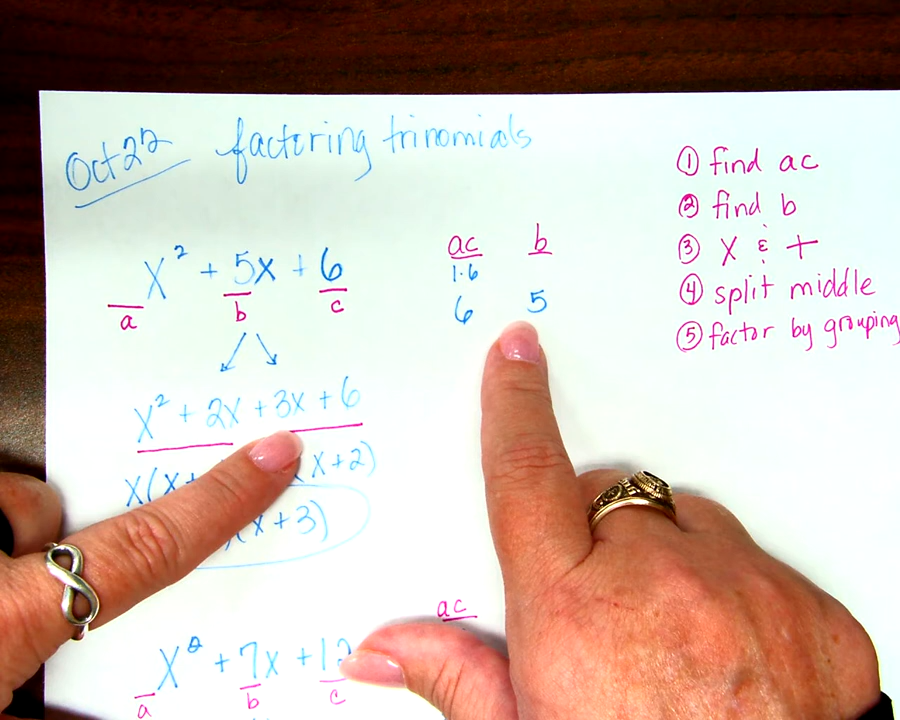 Oct 22 factoring trinomials
① find ac
② find b
③ X & +
④ split middle
⑤ factor by grouping
ac b
1·6
6 5
x² + 5x + 6
a b c
x² + 2x + 3x + 6
x(x+ x+2)
(x+3)
ac
x² + 7x + 12
a b c